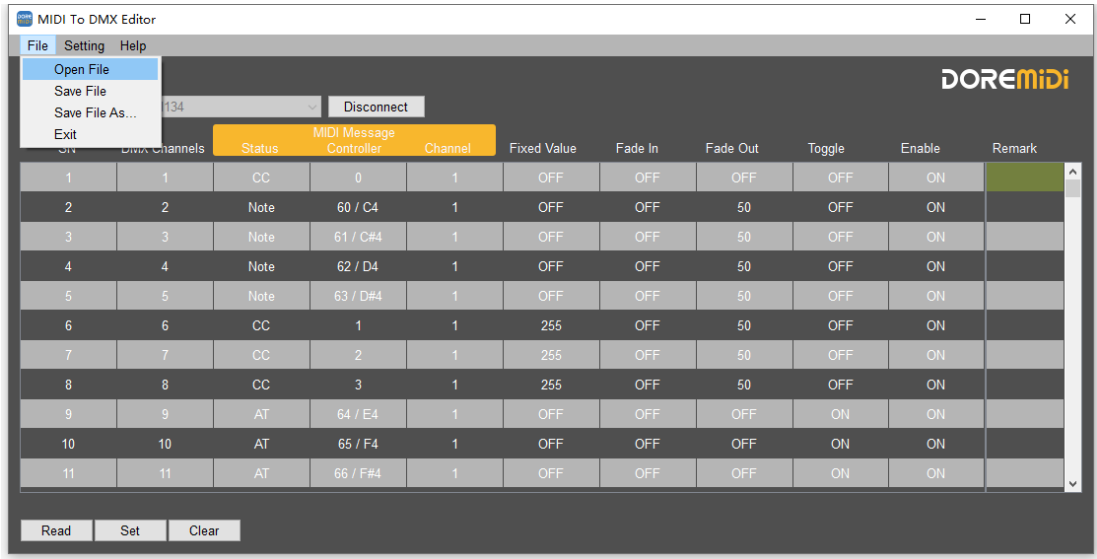 MIDI To DMX Editor
File Setting Help
Open File
Save File
Save File As...
Exit
DOREMiDi
134 Disconnect
MIDI Message
SN DMX Channels Status Controller Channel Fixed Value Fade In Fade Out Toggle Enable Remark
1 1 CC 0 1 OFF OFF OFF OFF ON
2 2 Note 60 / C4 1 OFF OFF 50 OFF ON
3 3 Note 61 / C#4 1 OFF OFF 50 OFF ON
4 4 Note 62 / D4 1 OFF OFF 50 OFF ON
5 5 Note 63 / D#4 1 OFF OFF 50 OFF ON
6 6 CC 1 1 255 OFF 50 OFF ON
7 7 CC 2 1 255 OFF 50 OFF ON
8 8 CC 3 1 255 OFF 50 OFF ON
9 9 AT 64 / E4 1 OFF OFF OFF ON ON
10 10 AT 65 / F4 1 OFF OFF OFF ON ON
11 11 AT 66 / F#4 1 OFF OFF OFF ON ON
Read Set Clear